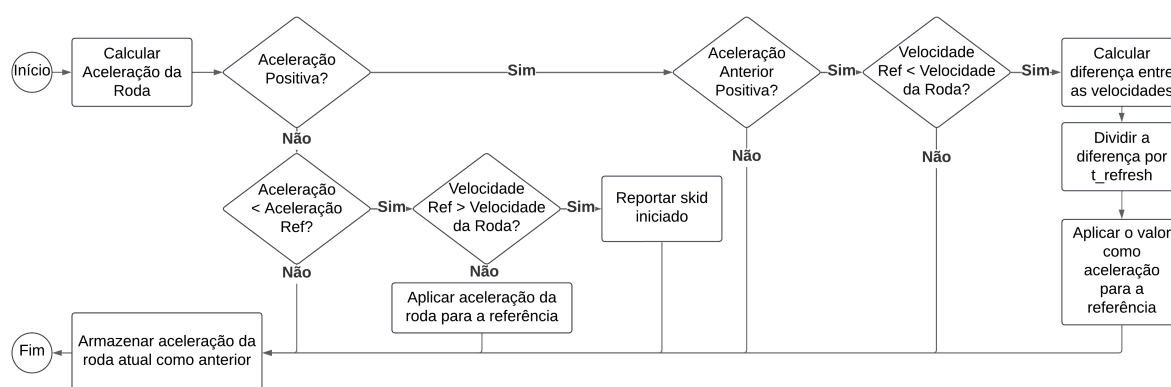 Início
Calcular
Aceleração da
Roda
Aceleração
Positiva?
Sim
Aceleração
Anterior
Positiva?
Sim
Velocidade
Ref < Velocidade
da Roda?
Sim
Calcular
diferença entre
as velocidades
Não
Não
Não
Dividir a
diferença por
t_refresh
Aceleração
< Aceleração
Ref?
Sim
Velocidade
Ref > Velocidade
da Roda?
Sim
Reportar skid
iniciado
Aplicar o valor
como
aceleração
para a
referência
Não
Não
Aplicar aceleração da
roda para a referência
Fim
Armazenar aceleração da
roda atual como anterior